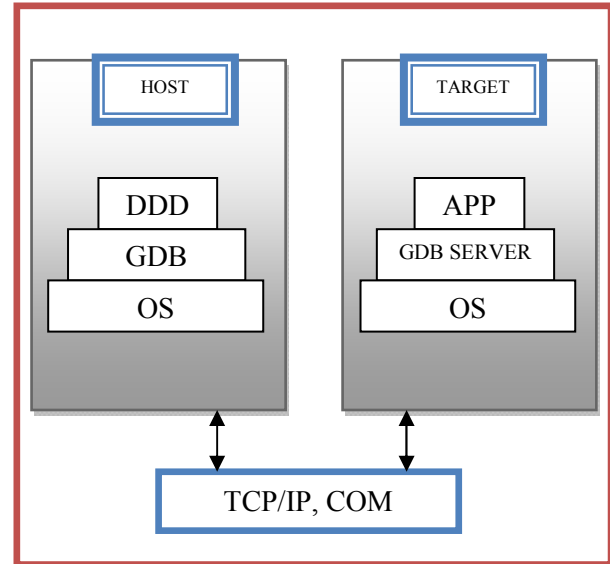 HOST
DDD
GDB
OS
TARGET
APP
GDB SERVER
OS
TCP/IP, COM